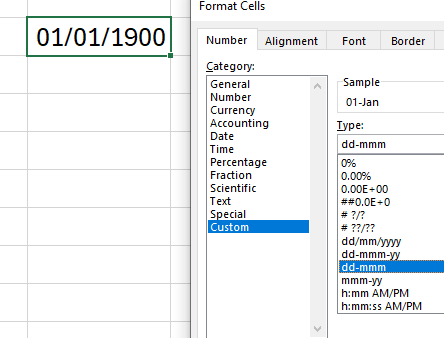 Format Cells
01/01/1900
Number
Alignment
Font
Border
Category:
General
Number
Currency
Accounting
Date
Time
Percentage
Fraction
Scientific
Text
Special
Custom
Sample
01-Jan
Type:
dd-mmm
0%
0.00%
0.00E+00
##0.0E+0
# ?/?
# ??/??
dd/mm/yyyy
dd-mmm-yy
dd-mmm
mmm-yy
h:mm AM/PM
h:mm:ss AM/PM